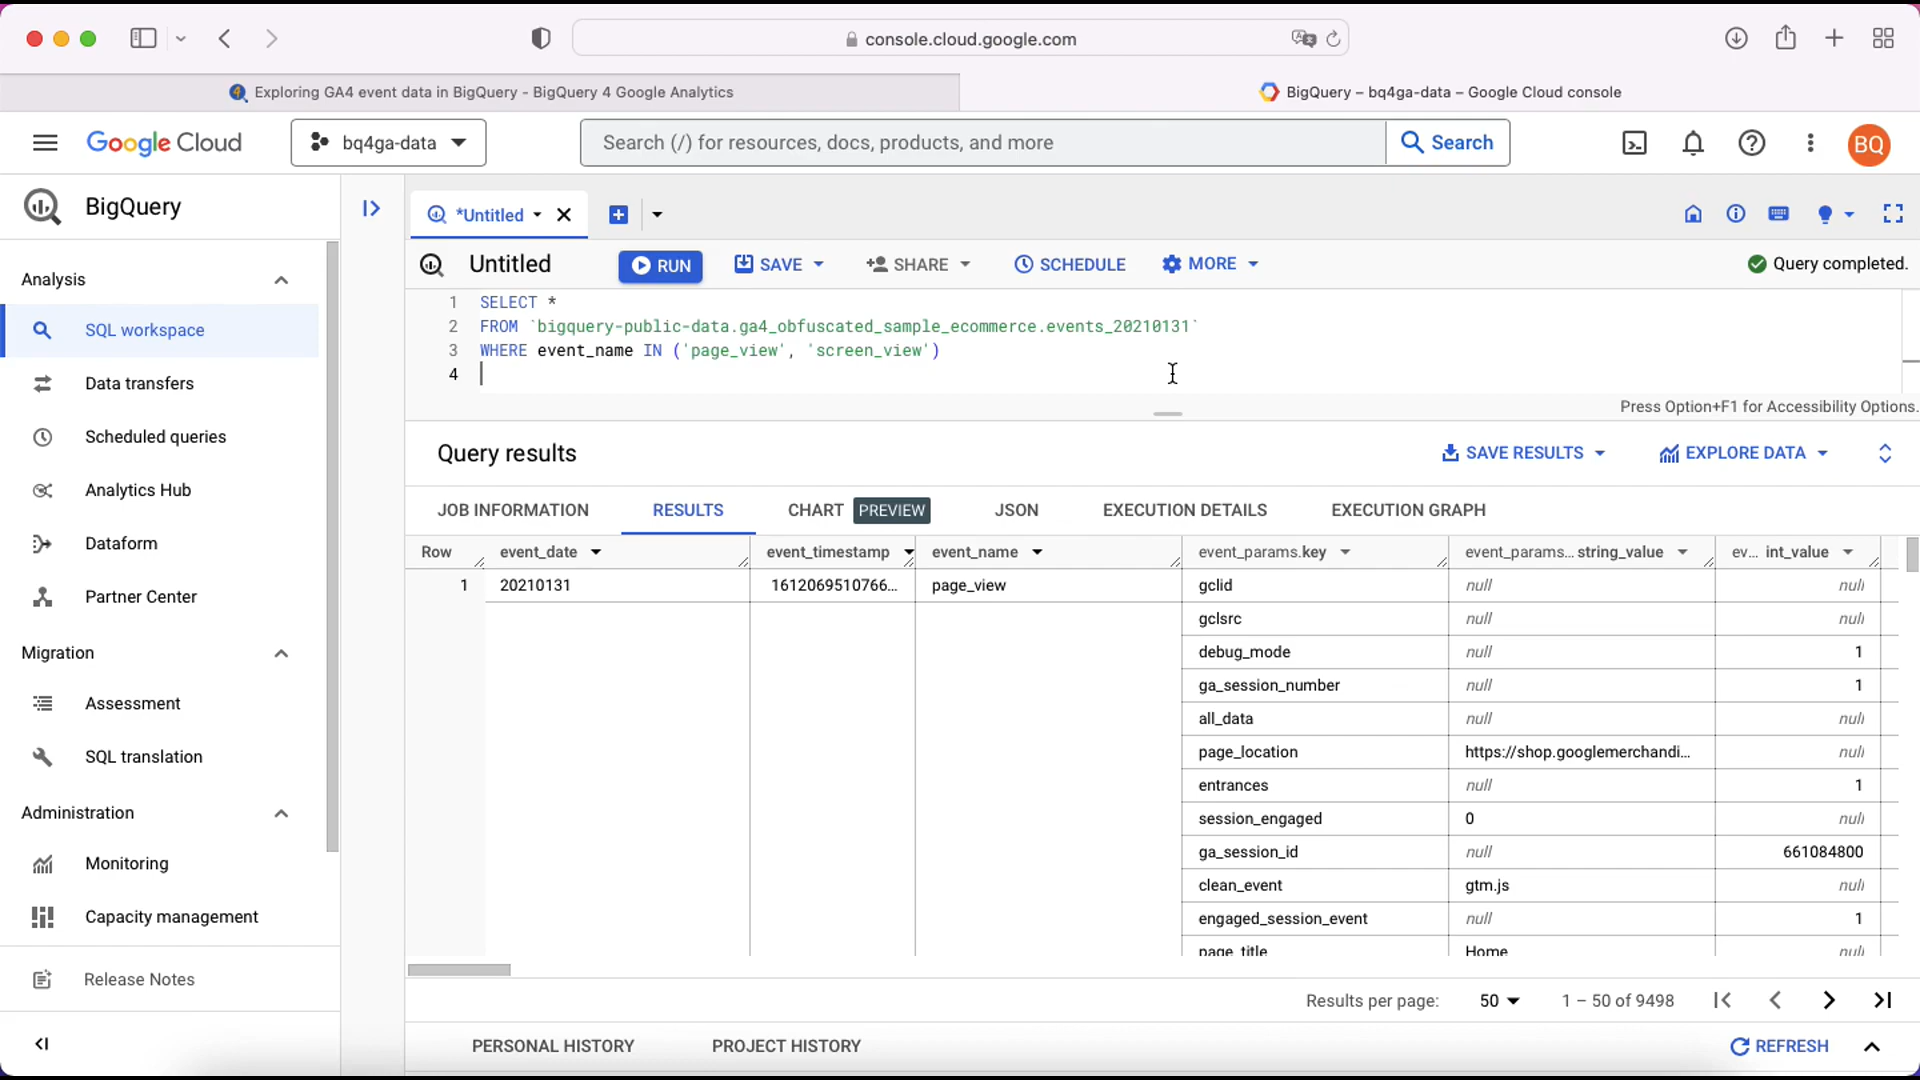 console.cloud.google.com
Exploring GA4 event data in BigQuery - BigQuery 4 Google Analytics
BigQuery – bq4ga-data – Google Cloud console
Google Cloud
bq4ga-data
Search (/) for resources, docs, products, and more
Search
BQ
BigQuery
*Untitled
Analysis
SQL workspace
Data transfers
Scheduled queries
Analytics Hub
Dataform
Partner Center
Migration
Assessment
SQL translation
Administration
Monitoring
Capacity management
Release Notes
Untitled
RUN
SAVE
SHARE
SCHEDULE
MORE
Query completed.
1 SELECT *
2 FROM `bigquery-public-data.ga4_obfuscated_sample_ecommerce.events_20210131`
3 WHERE event_name IN ('page_view', 'screen_view')
4
Press Option+F1 for Accessibility Options.
Query results
SAVE RESULTS
EXPLORE DATA
JOB INFORMATION
RESULTS
CHART PREVIEW
JSON
EXECUTION DETAILS
EXECUTION GRAPH
Row event_date event_timestamp event_name event_params.key event_params... string_value ev... int_value
1 20210131 1612069510766... page_view gclid null null
gclsrc null null
debug_mode null 1
ga_session_number null 1
all_data null null
page_location https://shop.googlemerchandi... null
entrances null 1
session_engaged 0 null
ga_session_id null 661084800
clean_event gtm.js null
engaged_session_event null 1
page_title Home null
Results per page: 50 1 – 50 of 9498
PERSONAL HISTORY
PROJECT HISTORY
REFRESH